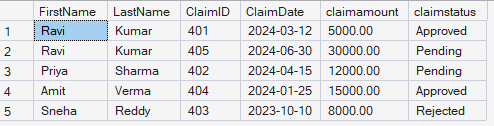 FirstName LastName ClaimID ClaimDate claimamount claimstatus
1 Ravi Kumar 401 2024-03-12 5000.00 Approved
2 Ravi Kumar 405 2024-06-30 30000.00 Pending
3 Priya Sharma 402 2024-04-15 12000.00 Pending
4 Amit Verma 404 2024-01-25 15000.00 Approved
5 Sneha Reddy 403 2023-10-10 8000.00 Rejected